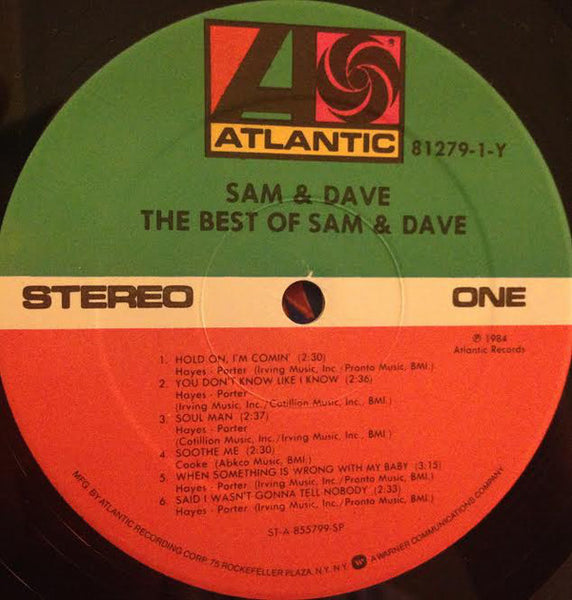 ATLANTIC
®
81279-1-Y
SAM & DAVE
THE BEST OF SAM & DAVE
STEREO
ONE
℗ 1984
Atlantic Records
1. HOLD ON, I'M COMIN' (2:30)
Hayes - Porter (Irving Music, Inc./Pronto Music, BMI.)
2. YOU DON'T KNOW LIKE I KNOW (2:36)
Hayes - Porter
(Irving Music, Inc./Cotillion Music, Inc., BMI.)
3. SOUL MAN (2:37)
Hayes - Porter
(Cotillion Music, Inc./Irving Music, Inc., BMI)
4. SOOTHE ME (2:30)
Cooke (Abkco Music, BMI.)
5. WHEN SOMETHING IS WRONG WITH MY BABY (3:15)
Hayes - Porter (Irving Music, Inc./Pronto Music, BMI.)
6. SAID I WASN'T GONNA TELL NOBODY (2:33)
Hayes - Porter (Irving Music, Inc./Pronto Music, BMI.)
ST-A-855799-SP
MFG. BY ATLANTIC RECORDING CORP. 75 ROCKEFELLER PLAZA, N.Y. N.Y. A WARNER COMMUNICATIONS COMPANY